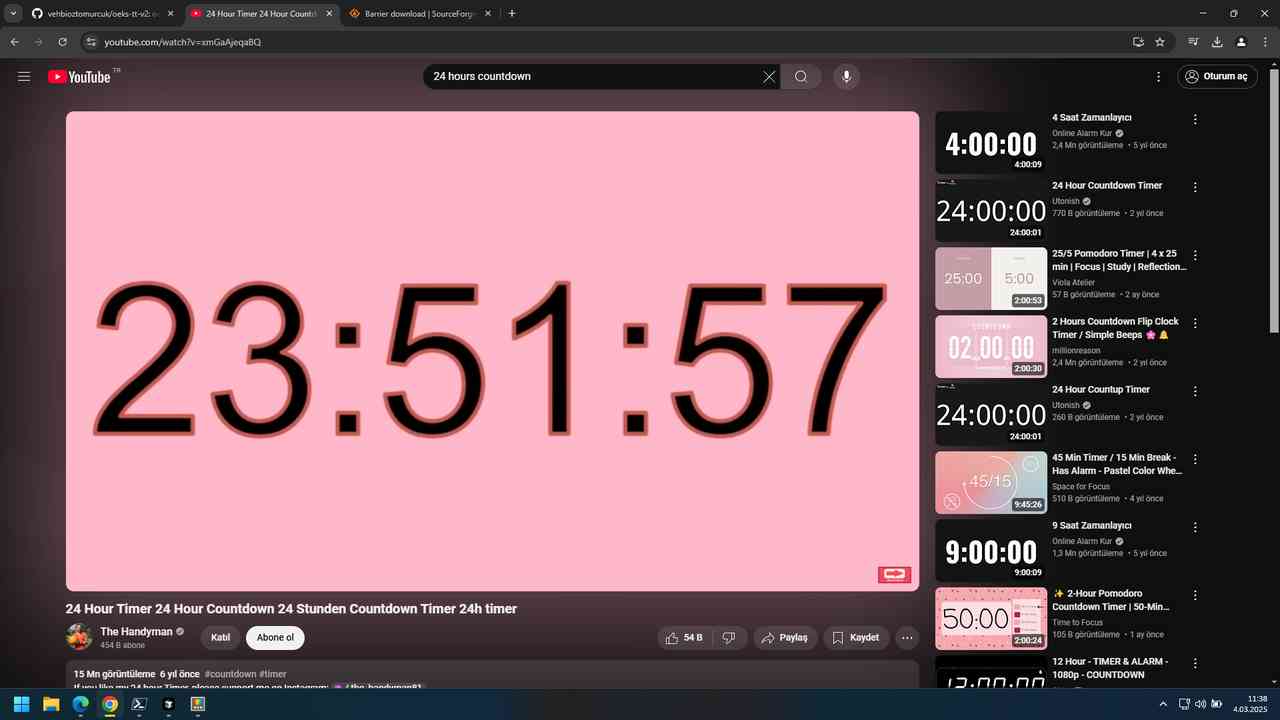 vehbioztomurcuk/oeks-tt-v2:
24 Hour Timer 24 Hour Countd
Barrier download | SourceForg
youtube.com/watch?v=xmGaAjeqaBQ
YouTube TR
24 hours countdown
Oturum aç
23:51:57
24 Hour Timer 24 Hour Countdown 24 Stunden Countdown Timer 24h timer
The Handyman
454 B abone
Katıl
Abone ol
54 B
Paylaş
Kaydet
15 Mn görüntüleme 6 yıl önce #countdown #timer
If you like my 24 hour Timer, please support me on Instagram: / the_handyman81
4:00:00
4:00:09
4 Saat Zamanlayıcı
Online Alarm Kur
2,4 Mn görüntüleme • 5 yıl önce
24:00:00
24:00:01
24 Hour Countdown Timer
Utonish
770 B görüntüleme • 2 yıl önce
25:00
5:00
2:00:53
25/5 Pomodoro Timer | 4 x 25
min | Focus | Study | Reflection...
Viola Atelier
57 B görüntüleme • 2 ay önce
COUNTDOWN
02:00:00
2:00:30
2 Hours Countdown Flip Clock
Timer / Simple Beeps 🌸 🔔
millionreason
2,4 Mn görüntüleme • 2 yıl önce
24:00:00
24:00:01
24 Hour Countup Timer
Utonish
260 B görüntüleme • 2 yıl önce
45/15
9:45:26
45 Min Timer / 15 Min Break -
Has Alarm - Pastel Color Whe...
Space for Focus
510 B görüntüleme • 4 yıl önce
9:00:00
9:00:09
9 Saat Zamanlayıcı
Online Alarm Kur
1,3 Mn görüntüleme • 5 yıl önce
50:00
2:00:24
✨ 2-Hour Pomodoro
Countdown Timer | 50-Min...
Time to Focus
105 B görüntüleme • 1 ay önce
12:00:00
12 Hour - TIMER & ALARM -
1080p - COUNTDOWN
11:38
4.03.2025